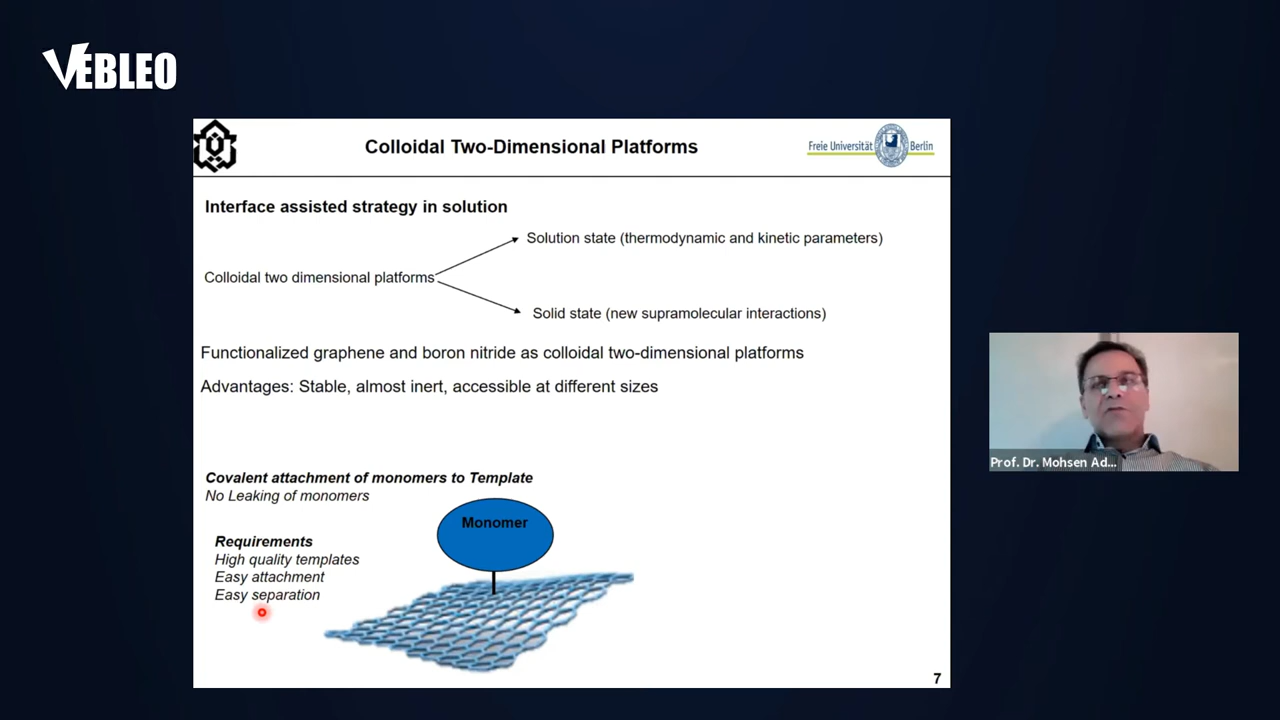 VEBLEO
Colloidal Two-Dimensional Platforms
Freie Universität Berlin
Interface assisted strategy in solution
Solution state (thermodynamic and kinetic parameters)
Colloidal two dimensional platforms
Solid state (new supramolecular interactions)
Functionalized graphene and boron nitride as colloidal two-dimensional platforms
Advantages: Stable, almost inert, accessible at different sizes
Covalent attachment of monomers to Template
No Leaking of monomers
Monomer
Requirements
High quality templates
Easy attachment
Easy separation
7
Prof. Dr. Mohsen Ad...